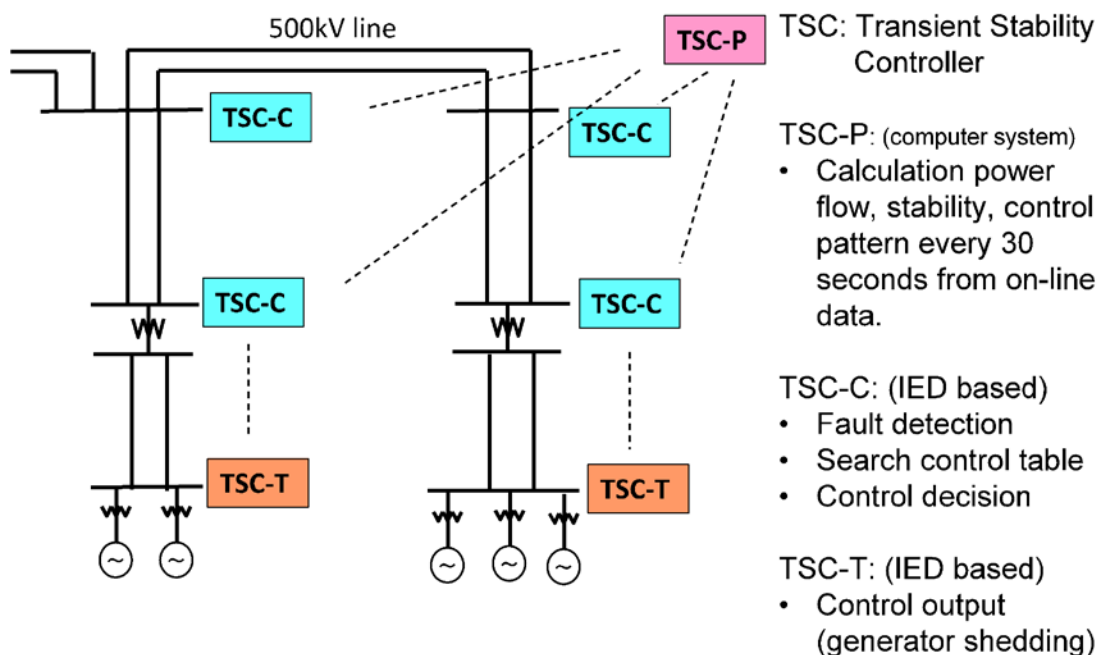 500kV line
TSC-P
TSC-C
TSC-C
TSC-C
TSC-C
TSC-T
TSC-T
~
~
~
~
~
TSC: Transient Stability
Controller
TSC-P: (computer system)
• Calculation power
flow, stability, control
pattern every 30
seconds from on-line
data.
TSC-C: (IED based)
• Fault detection
• Search control table
• Control decision
TSC-T: (IED based)
• Control output
(generator shedding)